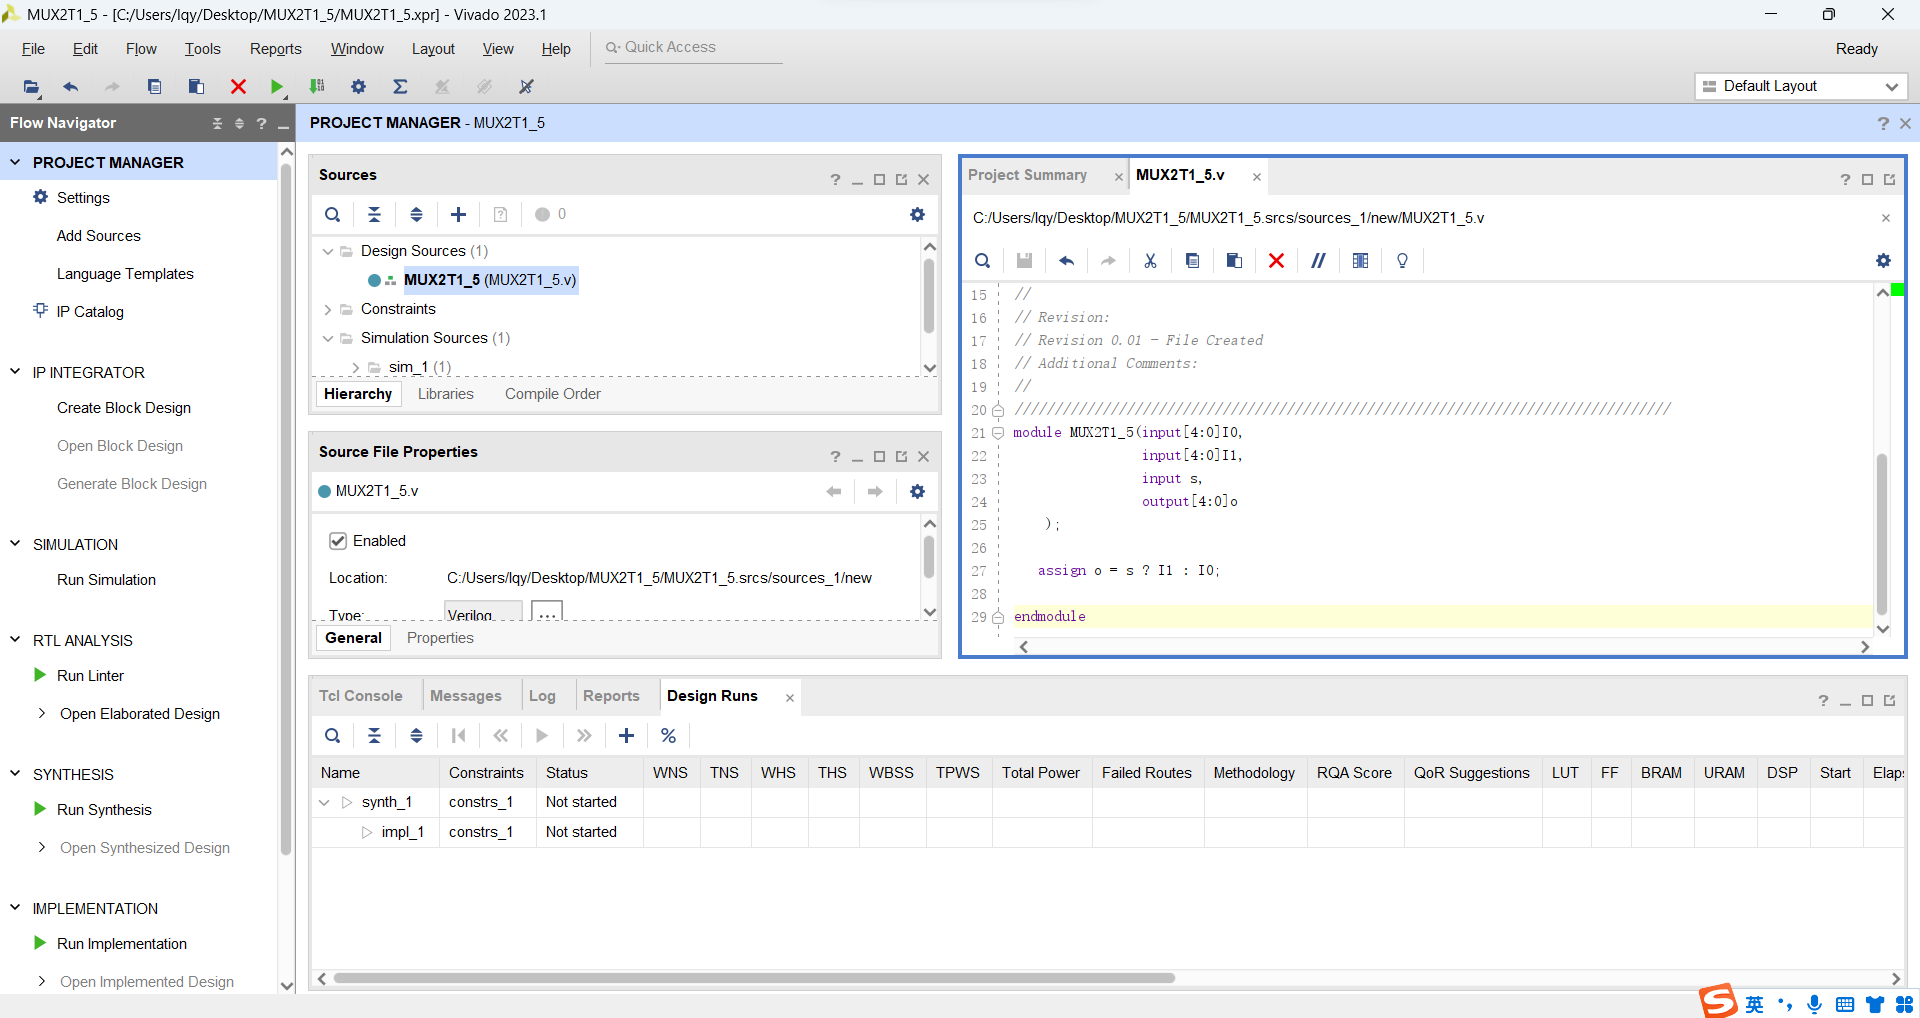 MUX2T1_5 - [C:/Users/lqy/Desktop/MUX2T1_5/MUX2T1_5.xpr] - Vivado 2023.1
File Edit Flow Tools Reports Window Layout View Help Quick Access Ready
Default Layout
Flow Navigator
PROJECT MANAGER
Settings
Add Sources
Language Templates
IP Catalog
IP INTEGRATOR
Create Block Design
Open Block Design
Generate Block Design
SIMULATION
Run Simulation
RTL ANALYSIS
Run Linter
Open Elaborated Design
SYNTHESIS
Run Synthesis
Open Synthesized Design
IMPLEMENTATION
Run Implementation
Open Implemented Design
PROJECT MANAGER - MUX2T1_5
Sources
0
Design Sources (1)
MUX2T1_5 (MUX2T1_5.v)
Constraints
Simulation Sources (1)
sim_1 (1)
Hierarchy Libraries Compile Order
Source File Properties
MUX2T1_5.v
Enabled
Location: C:/Users/lqy/Desktop/MUX2T1_5/MUX2T1_5.srcs/sources_1/new
Type: Verilog ...
General Properties
Project Summary MUX2T1_5.v
C:/Users/lqy/Desktop/MUX2T1_5/MUX2T1_5.srcs/sources_1/new/MUX2T1_5.v
15 //
16 // Revision:
17 // Revision 0.01 - File Created
18 // Additional Comments:
19 //
20 //////////////////////////////////////////////////////////////////////////////////
21 module MUX2T1_5(input[4:0]I0,
22 input[4:0]I1,
23 input s,
24 output[4:0]o
25 );
26
27 assign o = s ? I1 : I0;
28
29 endmodule
Tcl Console Messages Log Reports Design Runs
Name Constraints Status WNS TNS WHS THS WBSS TPWS Total Power Failed Routes Methodology RQA Score QoR Suggestions LUT FF BRAM URAM DSP Start Elap
synth_1 constrs_1 Not started
impl_1 constrs_1 Not started
英